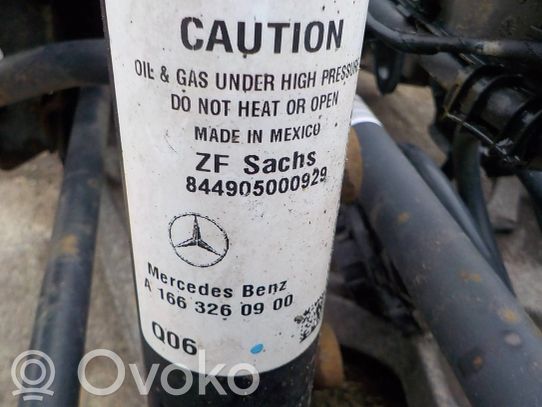 CAUTION
OIL & GAS UNDER HIGH PRESSURE
DO NOT HEAT OR OPEN
MADE IN MEXICO
ZF Sachs
844905000929
Mercedes Benz
A 166 326 09 00
Q06
Ovoko